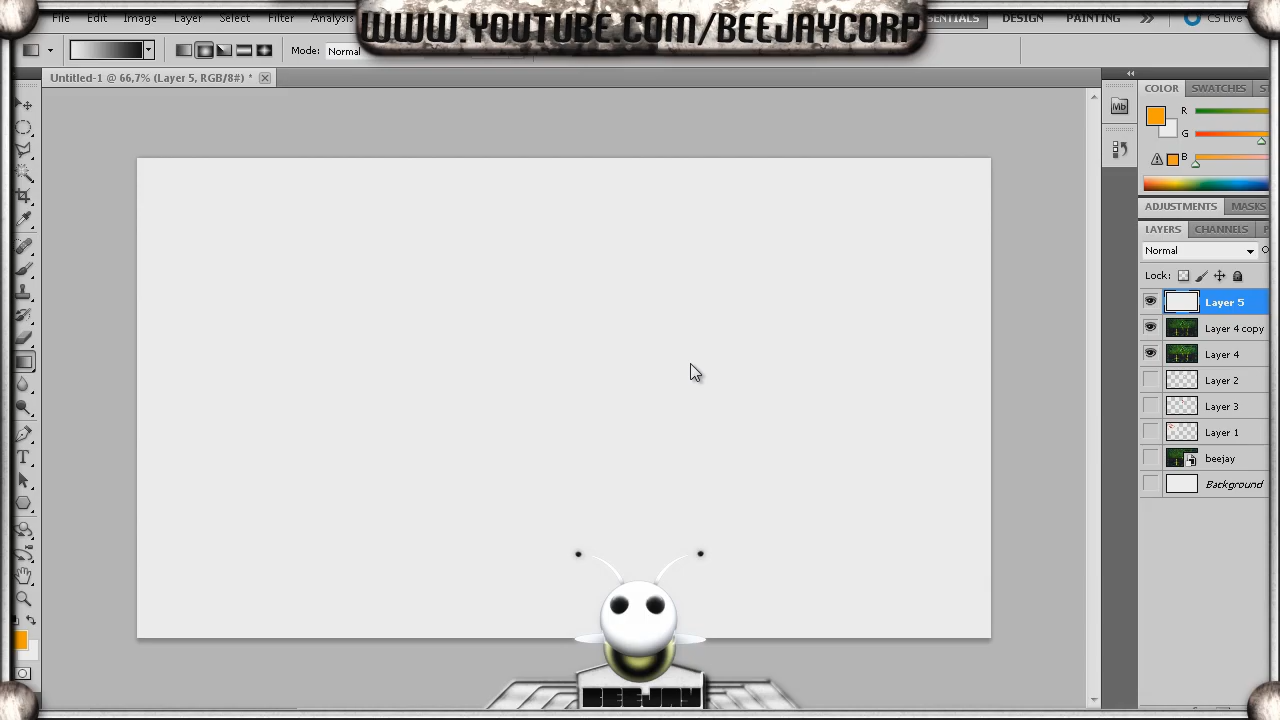 File Edit Image Layer Select Filter Analysis
WWW.YOUTUBE.COM/BEEJAYCORP
DESIGN PAINTING CS Live
Mode: Normal
Untitled-1 @ 66,7% (Layer 5, RGB/8#) *
Mb
COLOR SWATCHES
R
G
B
ADJUSTMENTS MASKS
LAYERS CHANNELS
Normal
Lock:
Layer 5
Layer 4 copy
Layer 4
Layer 2
Layer 3
Layer 1
beejay
Background
BEEJAY